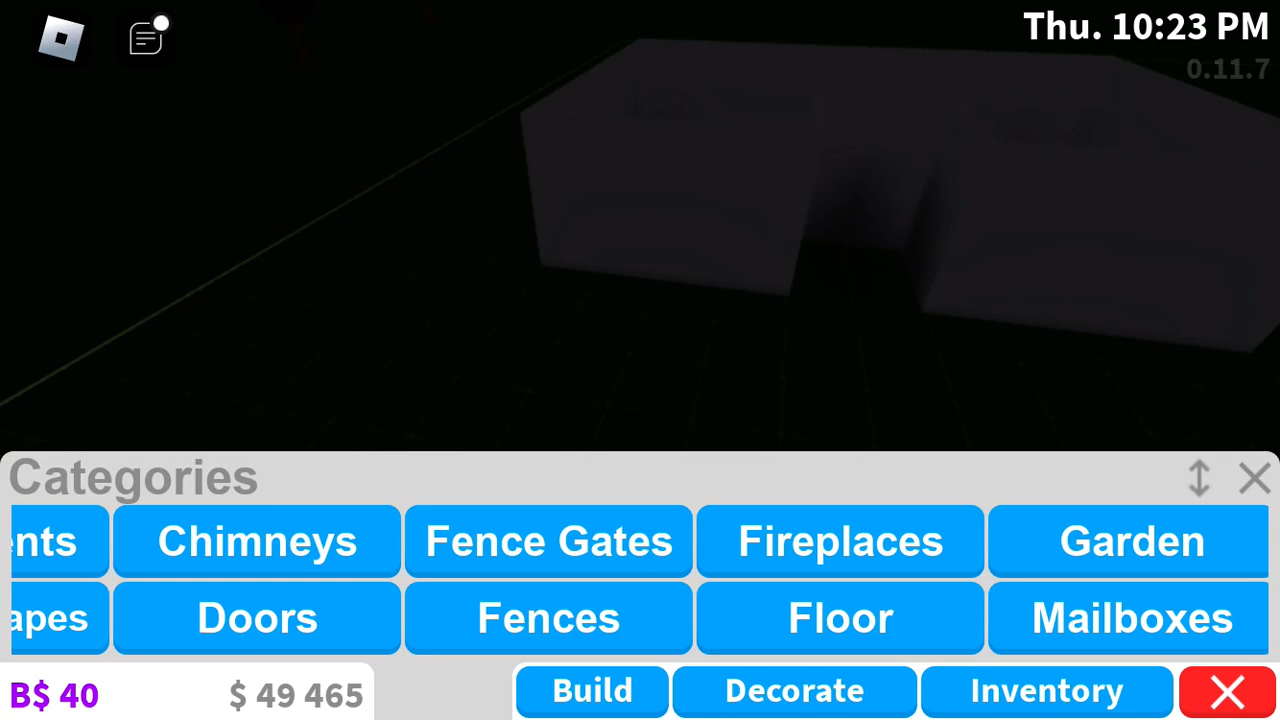 Thu. 10:23 PM
0.11.7
Categories
nts Chimneys Fence Gates Fireplaces Garden
apes Doors Fences Floor Mailboxes
B$ 40 $ 49 465 Build Decorate Inventory